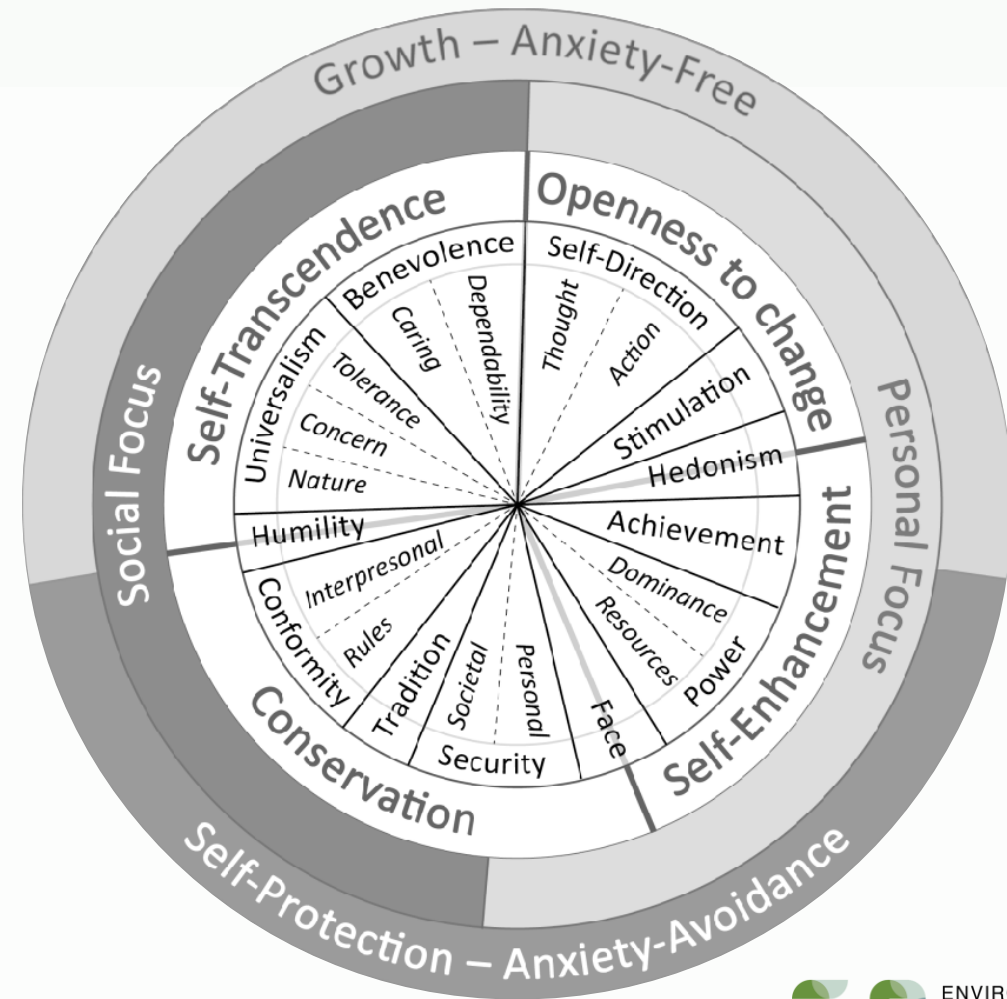 Growth – Anxiety-Free
Personal Focus
Self-Protection – Anxiety-Avoidance
Social Focus
Self-Transcendence
Openness to change
Self-Enhancement
Conservation
Benevolence
Caring
Dependability
Self-Direction
Thought
Action
Stimulation
Hedonism
Achievement
Power
Dominance
Resources
Face
Security
Personal
Societal
Tradition
Conformity
Rules
Interpresonal
Humility
Universalism
Nature
Concern
Tolerance
ENVIR